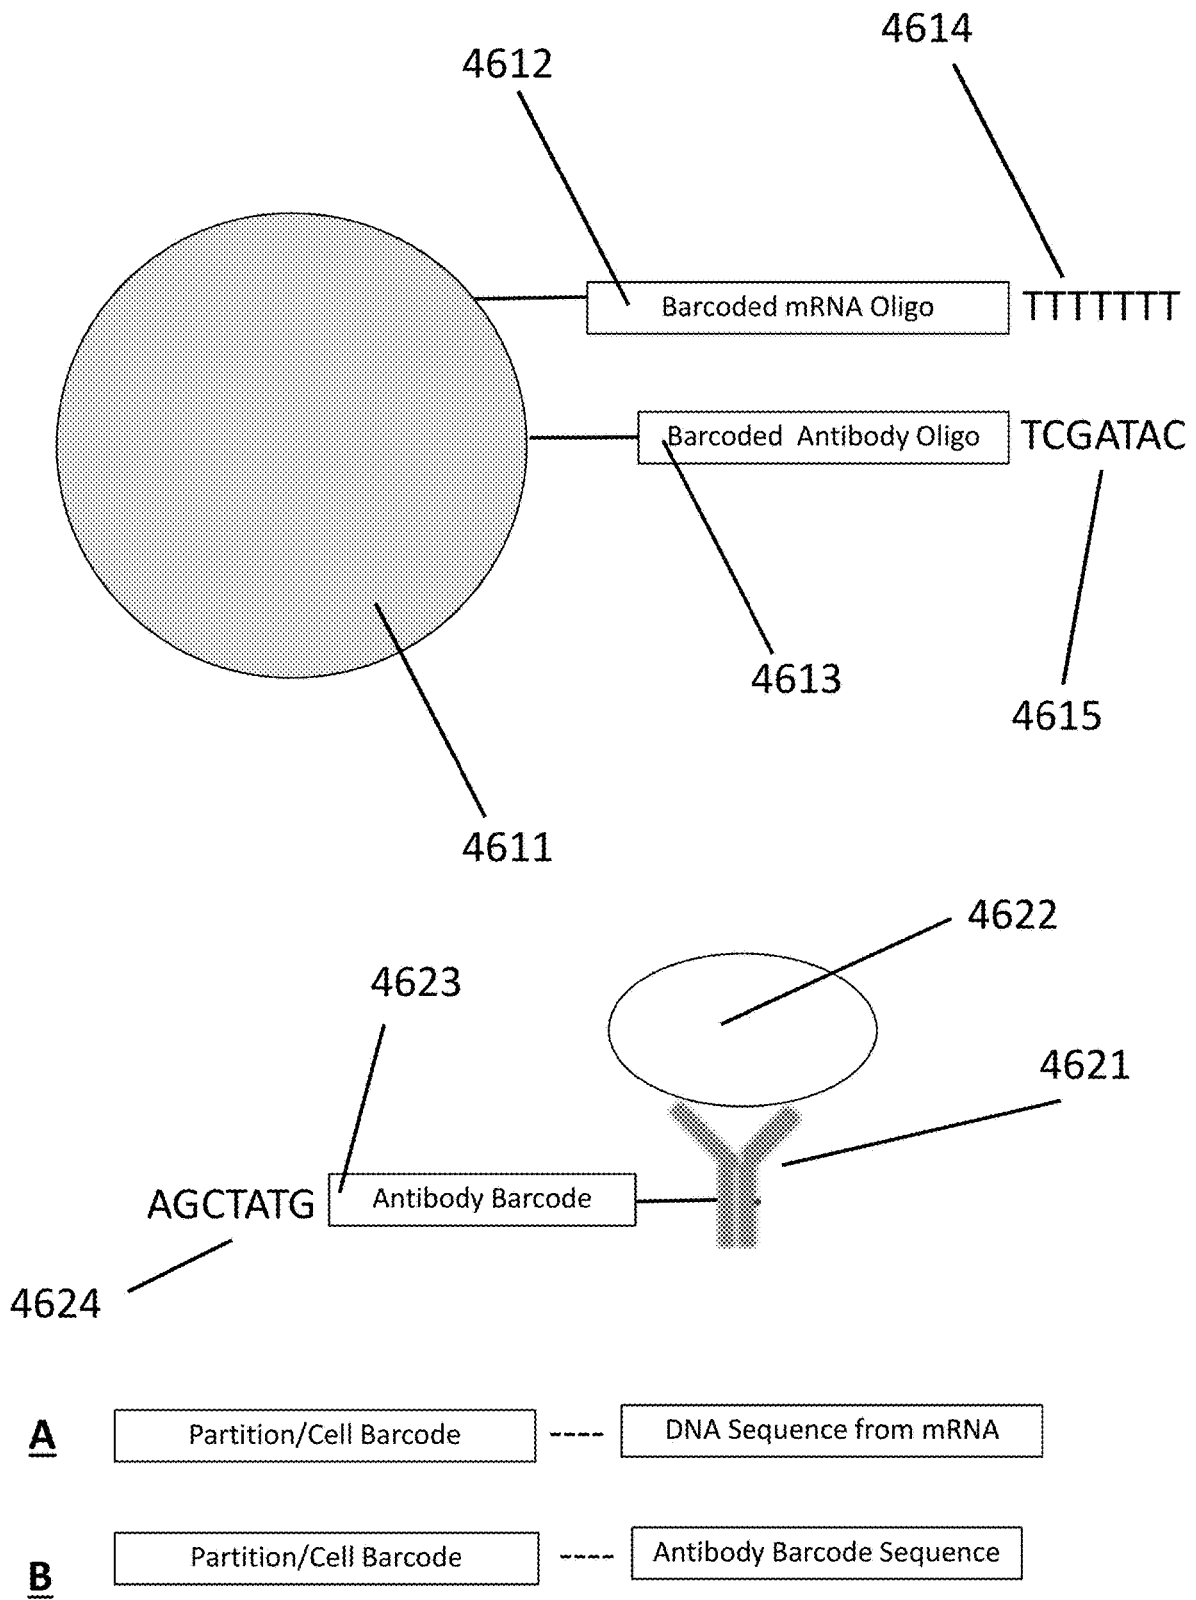 4614
4612
Barcoded mRNA Oligo TTTTTTT
Barcoded Antibody Oligo TCGATAC
4613
4615
4611
4622
4623
4621
AGCTATG Antibody Barcode
4624
A Partition/Cell Barcode ---- DNA Sequence from mRNA
B Partition/Cell Barcode ---- Antibody Barcode Sequence